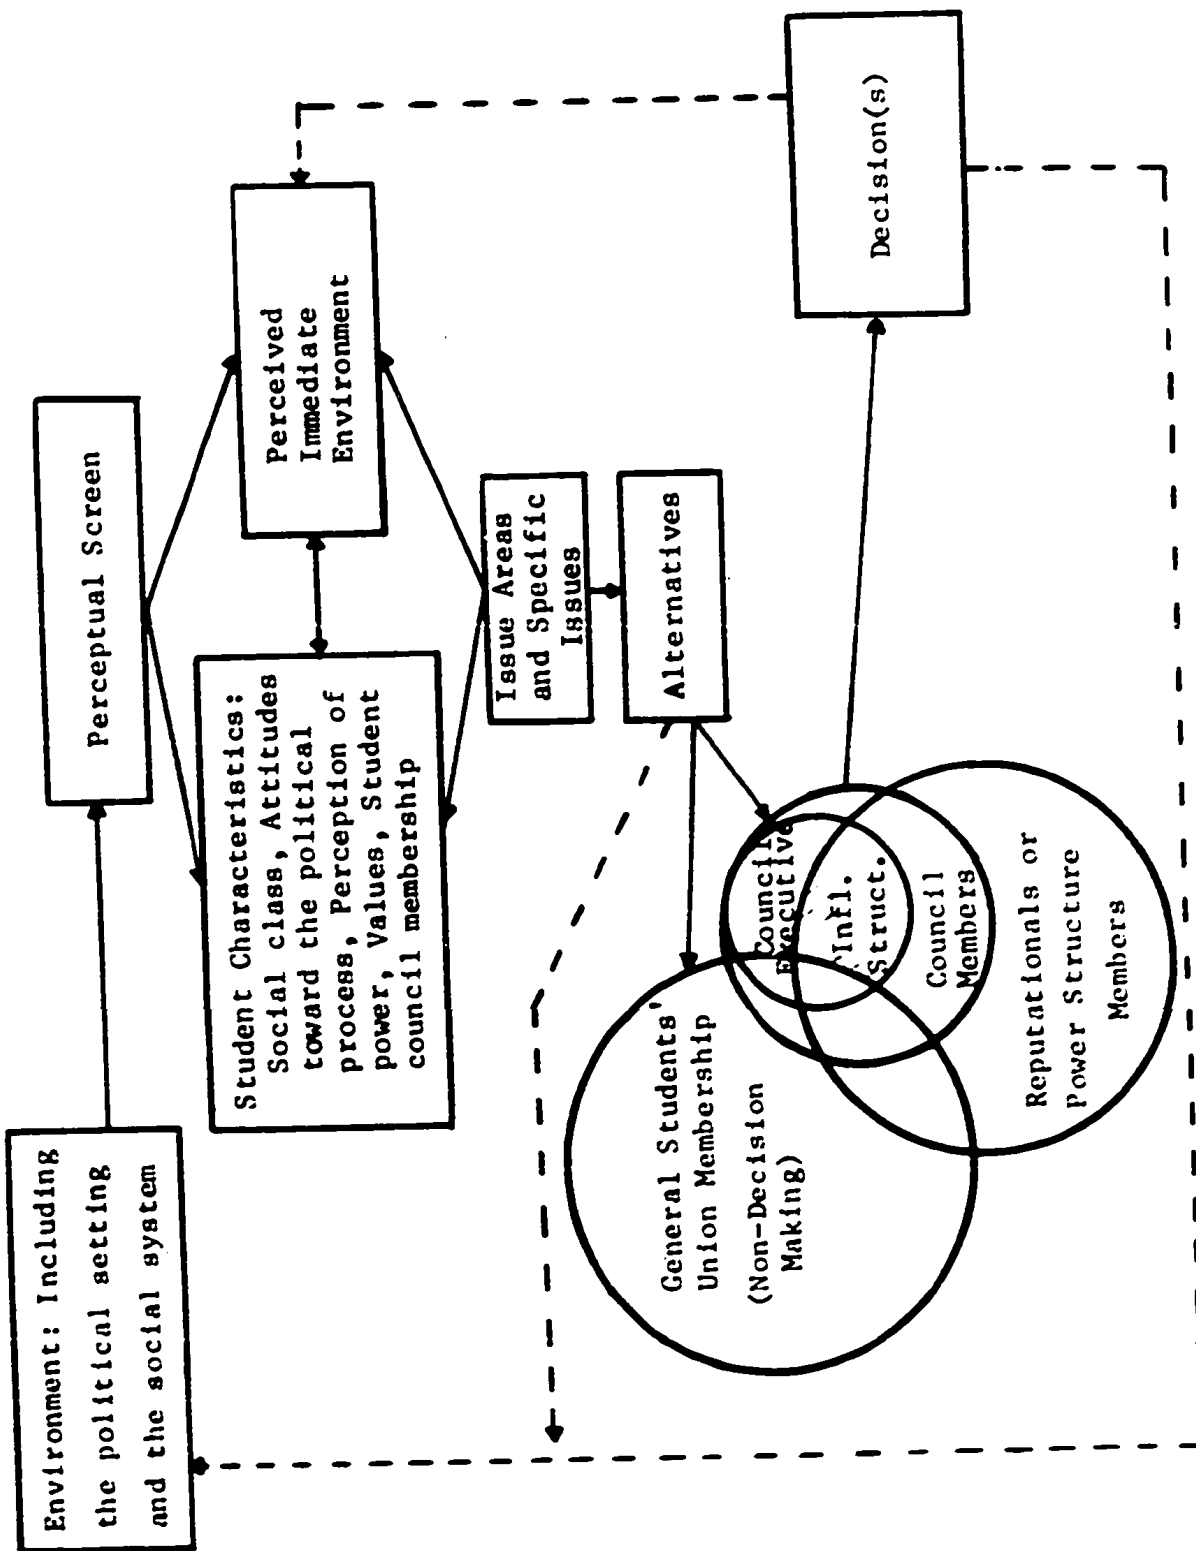 Environment: Including
the political setting
and the social system
Perceptual Screen
Student Characteristics:
Social class, Attitudes
toward the political
process, Perception of
power, Values, Student
council membership
Perceived
Immediate
Environment
Issue Areas
and Specific
Issues
Alternatives
General Students'
Union Membership
(Non-Decision
Making)
Council
Executive
Infl.
Struct.
Council
Members
Reputationals or
Power Structure
Members
Decision(s)